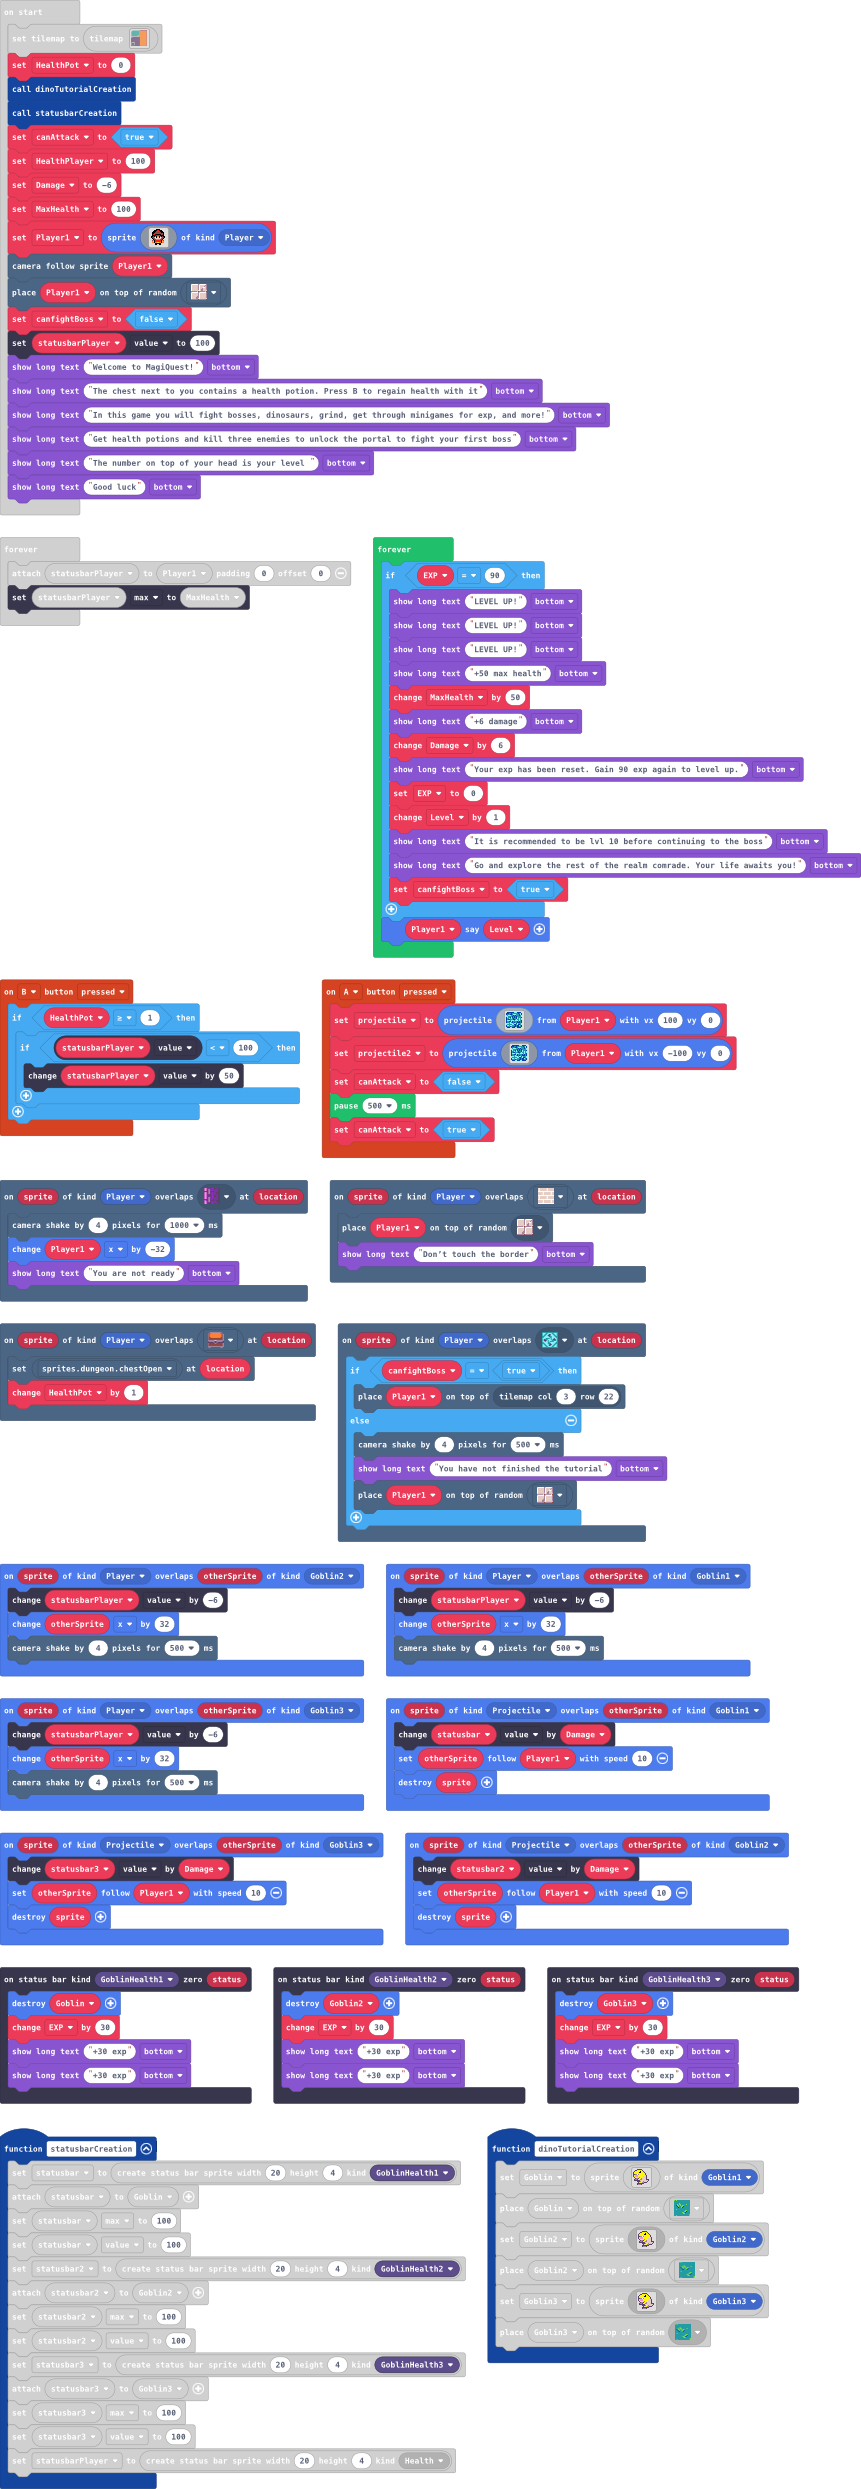 on start
set tilemap to tilemap
set HealthPot to 0
call dinoTutorialCreation
call statusbarCreation
set canAttack to true
set HealthPlayer to 100
set Damage to -6
set MaxHealth to 100
set Player1 to sprite of kind Player
camera follow sprite Player1
place Player1 on top of random
set canfightBoss to false
set statusbarPlayer value to 100
show long text "Welcome to MagiQuest!" bottom
show long text "The chest next to you contains a health potion. Press B to regain health with it" bottom
show long text "In this game you will fight bosses, dinosaurs, grind, get through minigames for exp, and more!" bottom
show long text "Get health potions and kill three enemies to unlock the portal to fight your first boss" bottom
show long text "The number on top of your head is your level " bottom
show long text "Good luck" bottom
forever
attach statusbarPlayer to Player1 padding 0 offset 0
set statusbarPlayer max to MaxHealth
forever
if EXP = 90 then
show long text "LEVEL UP!" bottom
show long text "LEVEL UP!" bottom
show long text "LEVEL UP!" bottom
show long text "+50 max health" bottom
change MaxHealth by 50
show long text "+6 damage" bottom
change Damage by 6
show long text "Your exp has been reset. Gain 90 exp again to level up." bottom
set EXP to 0
change Level by 1
show long text "It is recommended to be lvl 10 before continuing to the boss" bottom
show long text "Go and explore the rest of the realm comrade. Your life awaits you!" bottom
set canfightBoss to true
Player1 say Level
on B button pressed
if HealthPot ≥ 1 then
if statusbarPlayer value < 100 then
change statusbarPlayer value by 50
on A button pressed
set projectile to projectile from Player1 with vx 100 vy 0
set projectile2 to projectile from Player1 with vx -100 vy 0
set canAttack to false
pause 500 ms
set canAttack to true
on sprite of kind Player overlaps at location
camera shake by 4 pixels for 1000 ms
change Player1 x by -32
show long text "You are not ready" bottom
on sprite of kind Player overlaps at location
place Player1 on top of random
show long text "Don't touch the border" bottom
on sprite of kind Player overlaps at location
set sprites.dungeon.chestOpen at location
change HealthPot by 1
on sprite of kind Player overlaps at location
if canfightBoss = true then
place Player1 on top of tilemap col 3 row 22
else
camera shake by 4 pixels for 500 ms
show long text "You have not finished the tutorial" bottom
place Player1 on top of random
on sprite of kind Player overlaps otherSprite of kind Goblin2
change statusbarPlayer value by -6
change otherSprite x by 32
camera shake by 4 pixels for 500 ms
on sprite of kind Player overlaps otherSprite of kind Goblin1
change statusbarPlayer value by -6
change otherSprite x by 32
camera shake by 4 pixels for 500 ms
on sprite of kind Player overlaps otherSprite of kind Goblin3
change statusbarPlayer value by -6
change otherSprite x by 32
camera shake by 4 pixels for 500 ms
on sprite of kind Projectile overlaps otherSprite of kind Goblin1
change statusbar value by Damage
set otherSprite follow Player1 with speed 10
destroy sprite
on sprite of kind Projectile overlaps otherSprite of kind Goblin3
change statusbar3 value by Damage
set otherSprite follow Player1 with speed 10
destroy sprite
on sprite of kind Projectile overlaps otherSprite of kind Goblin2
change statusbar2 value by Damage
set otherSprite follow Player1 with speed 10
destroy sprite
on status bar kind GoblinHealth1 zero status
destroy Goblin
change EXP by 30
show long text "+30 exp" bottom
show long text "+30 exp" bottom
on status bar kind GoblinHealth2 zero status
destroy Goblin2
change EXP by 30
show long text "+30 exp" bottom
show long text "+30 exp" bottom
on status bar kind GoblinHealth3 zero status
destroy Goblin3
change EXP by 30
show long text "+30 exp" bottom
show long text "+30 exp" bottom
function statusbarCreation
set statusbar to create status bar sprite width 20 height 4 kind GoblinHealth1
attach statusbar to Goblin
set statusbar max to 100
set statusbar value to 100
set statusbar2 to create status bar sprite width 20 height 4 kind GoblinHealth2
attach statusbar2 to Goblin2
set statusbar2 max to 100
set statusbar2 value to 100
set statusbar3 to create status bar sprite width 20 height 4 kind GoblinHealth3
attach statusbar3 to Goblin3
set statusbar3 max to 100
set statusbar3 value to 100
set statusbarPlayer to create status bar sprite width 20 height 4 kind Health
function dinoTutorialCreation
set Goblin to sprite of kind Goblin1
place Goblin on top of random
set Goblin2 to sprite of kind Goblin2
place Goblin2 on top of random
set Goblin3 to sprite of kind Goblin3
place Goblin3 on top of random